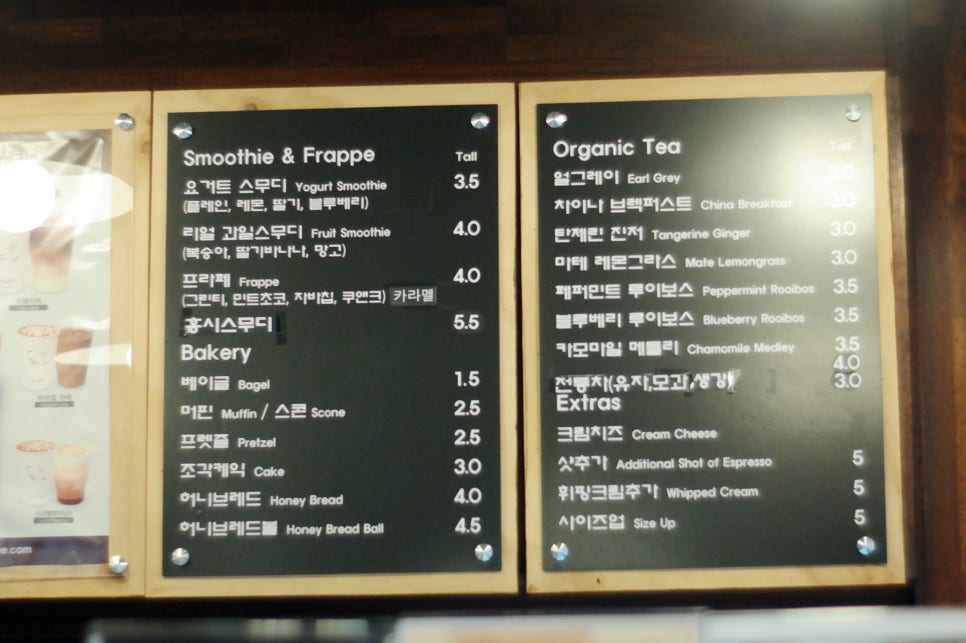 Smoothie & Frappe Tall
요거트 스무디 Yogurt Smoothie 3.5
(플레인, 레몬, 딸기, 블루베리)
리얼 과일스무디 Fruit Smoothie 4.0
(복숭아, 딸기바나나, 망고)
프라페 Frappe 4.0
(그린티, 민트초코, 자바칩, 쿠앤크) 카라멜
홍시스무디 5.5
Bakery
베이글 Bagel 1.5
머핀 Muffin / 스콘 Scone 2.5
프렛즐 Pretzel 2.5
조각케익 Cake 3.0
허니브레드 Honey Bread 4.0
허니브레드볼 Honey Bread Ball 4.5
Organic Tea Tall
얼그레이 Earl Grey 3.0
차이나 브렉퍼스트 China Breakfast 3.0
탄제린 진저 Tangerine Ginger 3.0
마테 레몬그라스 Mate Lemongrass 3.0
페퍼민트 루이보스 Peppermint Rooibos 3.5
블루베리 루이보스 Blueberry Rooibos 3.5
카모마일 메들리 Chamomile Medley 3.5
4.0
전통차(유자,모과,생강) 3.0
Extras
크림치즈 Cream Cheese
샷추가 Additional Shot of Espresso 5
휘핑크림추가 Whipped Cream 5
사이즈업 Size Up 5